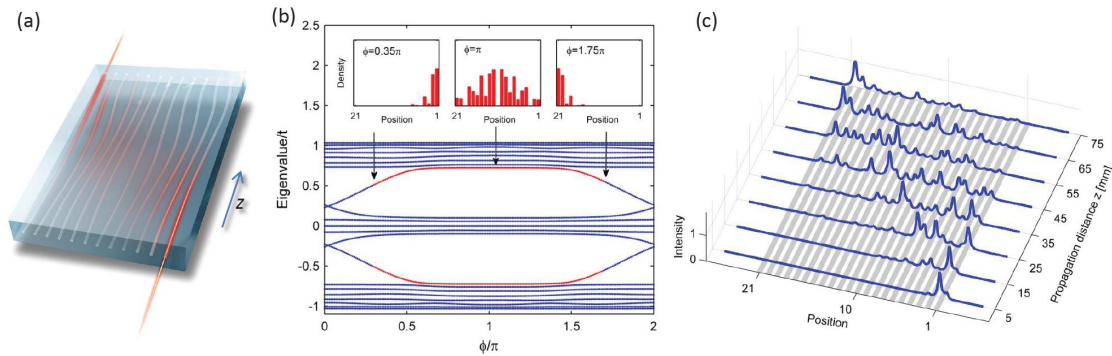 (a)
z
(b)
Eigenvalue/t
2.5
2
1.5
1
0.5
0
-0.5
-1
0
0.5
1
1.5
2
ϕ/π
ϕ=0.35π
Density
21
1
Position
ϕ=π
21
1
Position
ϕ=1.75π
21
1
Position
(c)
Intensity
1
0
21
10
1
Position
5
15
25
35
45
55
65
75
Propagation distance z [mm]